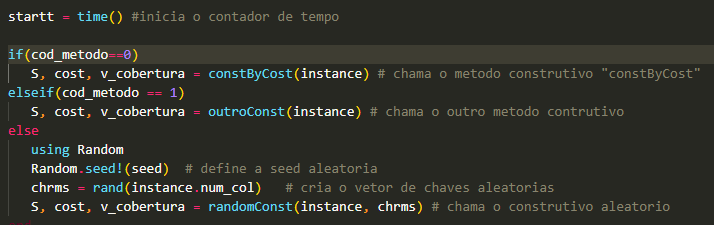 startt = time() #inicia o contador de tempo
if(cod_metodo==0)
S, cost, v_cobertura = constByCost(instance) # chama o metodo construtivo "constByCost"
elseif(cod_metodo == 1)
S, cost, v_cobertura = outroConst(instance) # chama o outro metodo contrutivo
else
using Random
Random.seed!(seed)  # define a seed aleatoria
chrms = rand(instance.num_col)   # cria o vetor de chaves aleatorias
S, cost, v_cobertura = randomConst(instance, chrms) # chama o construtivo aleatorio